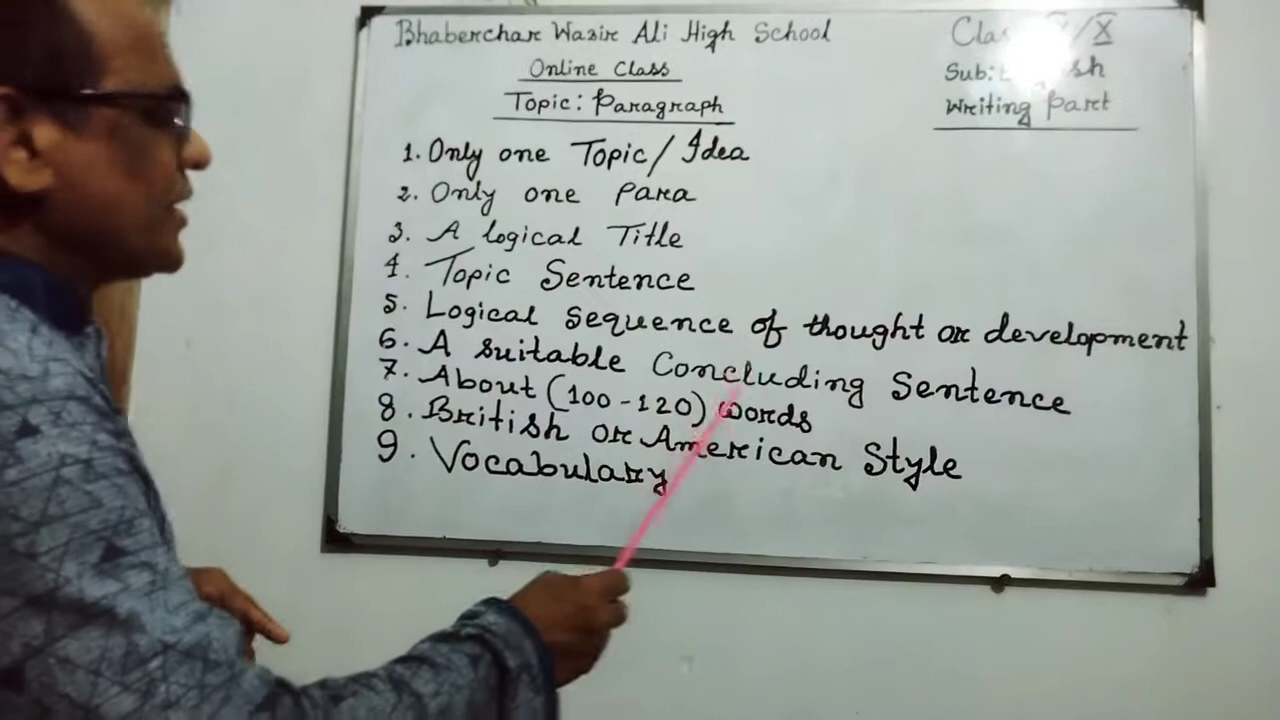 Bhaberchar Wazir Ali High School
Online Class
Topic: Paragraph
/X
Sub:
Writing Part
1. Only one Topic/Idea
2. Only one Para
3. A logical Title
4. Topic Sentence
5. Logical sequence of thought or development
6. A suitable Concluding Sentence
7. About (100-120) words
8. British or American Style
9. Vocabulary